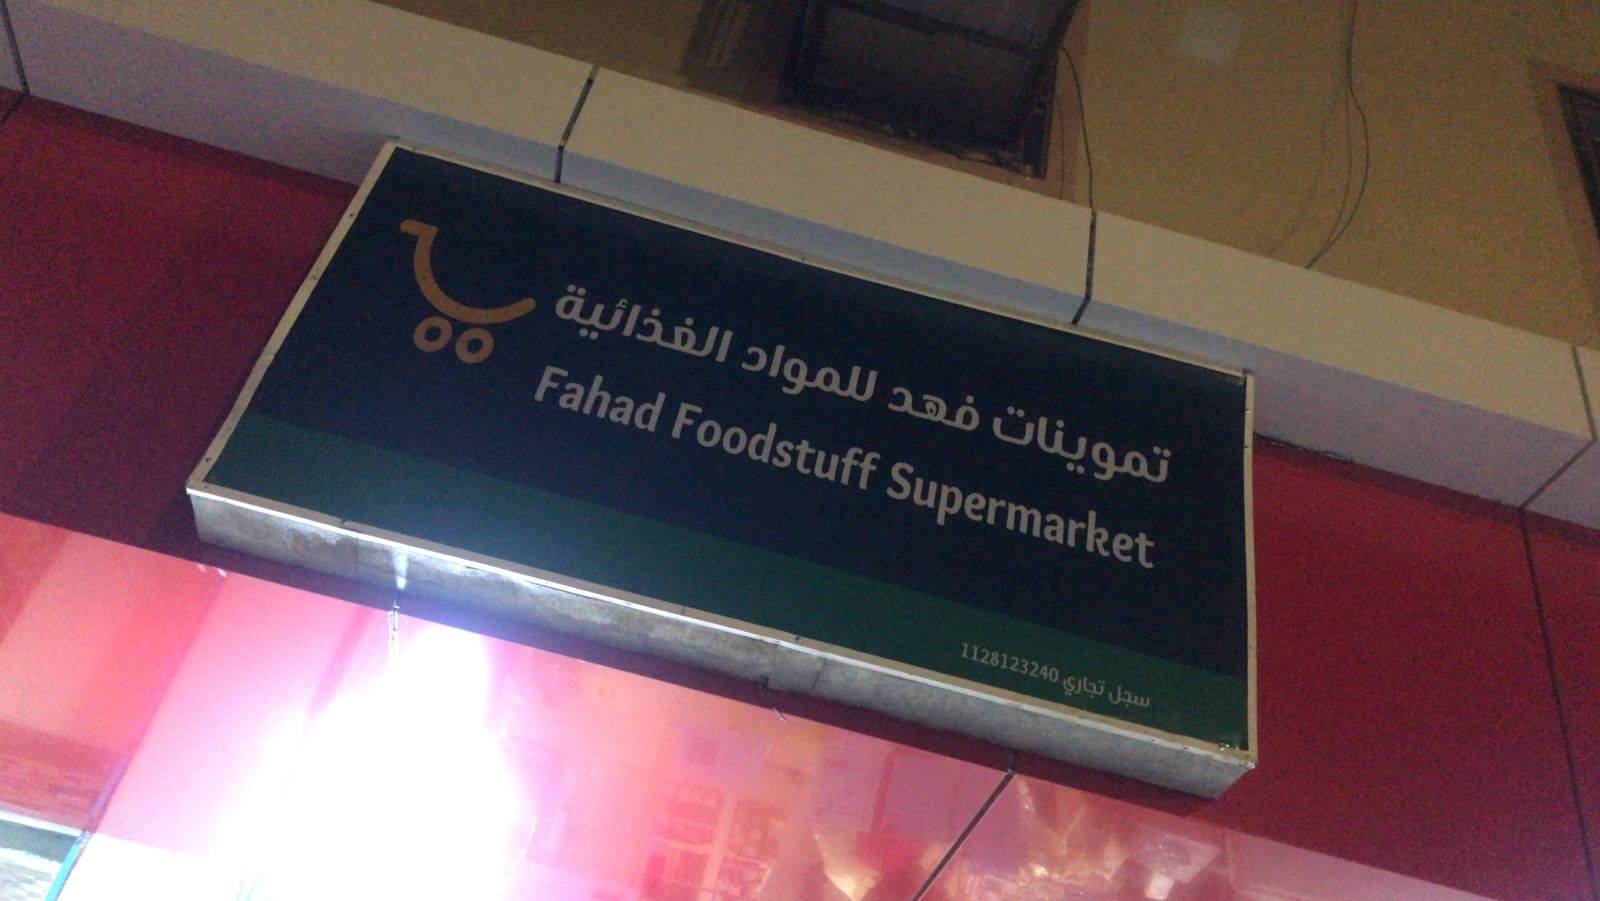 تموينات فهد للمواد الغذائية
Fahad Foodstuff Supermarket
سجل تجاري 1128123240